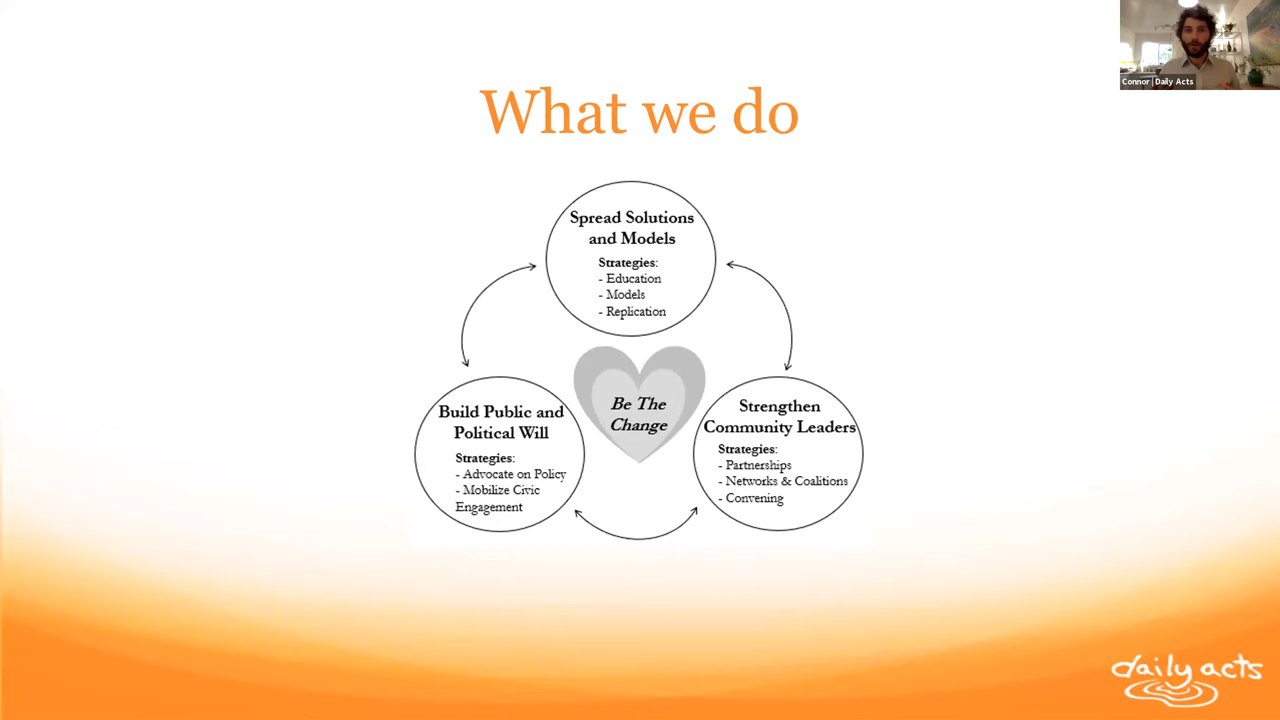 Connor | Daily Acts
What we do
Spread Solutions
and Models
Strategies:
- Education
- Models
- Replication
Be The
Change
Build Public and
Political Will
Strategies:
- Advocate on Policy
- Mobilize Civic
Engagement
Strengthen
Community Leaders
Strategies:
- Partnerships
- Networks & Coalitions
- Convening
daily acts